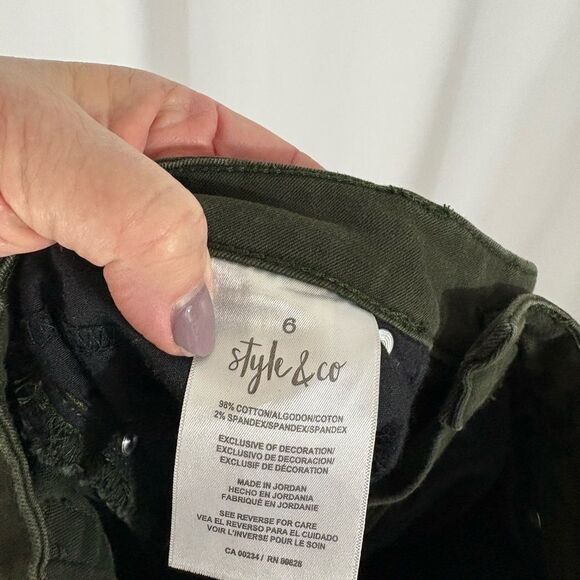 6
style & co
98% COTTON/ALGODON/COTON
2% SPANDEX/SPANDEX/SPANDEX
EXCLUSIVE OF DECORATION/
EXCLUSIVO DE DECORACION/
EXCLUSIF DE DÉCORATION
MADE IN JORDAN
HECHO EN JORDANIA
FABRIQUÉ EN JORDANIE
SEE REVERSE FOR CARE
VEA EL REVERSO PARA EL CUIDADO
VOIR L'INVERSE POUR LE SOIN
CA 00234 / RN 80628